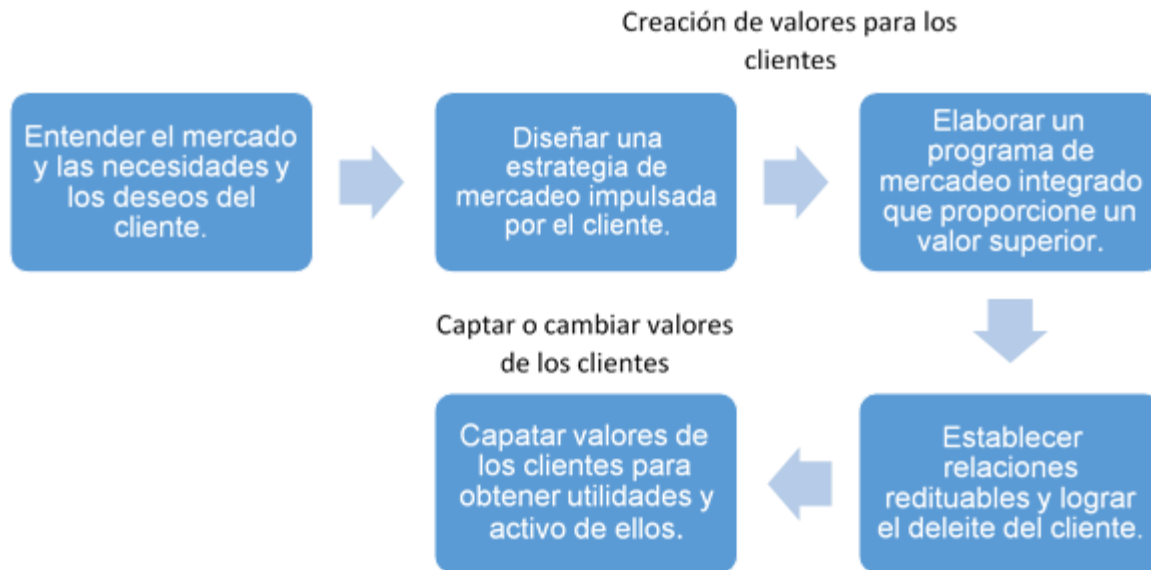 Creación de valores para los
clientes
Entender el mercado
y las necesidades y
los deseos del
cliente.
Diseñar una
estrategia de
mercadeo impulsada
por el cliente.
Elaborar un
programa de
mercadeo integrado
que proporcione un
valor superior.
Establecer
relaciones
redituables y lograr
el deleite del cliente.
Captar o cambiar valores
de los clientes
Capatar valores de
los clientes para
obtener utilidades y
activo de ellos.